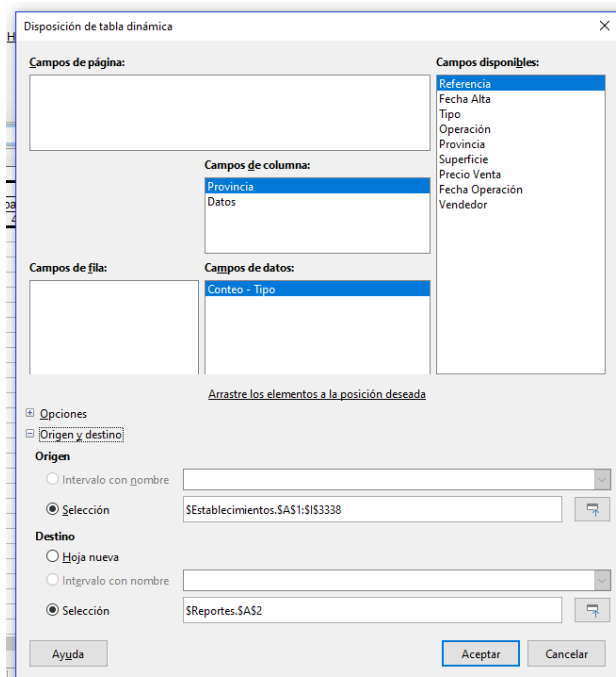 Disposición de tabla dinámica
H
Campos de página:
Campos disponibles:
Referencia
Fecha Alta
Tipo
Operación
Provincia
Superficie
Precio Venta
Fecha Operación
Vendedor
Campos de columna:
Provincia
Datos
Campos de fila:
Campos de datos:
Conteo - Tipo
Arrastre los elementos a la posición deseada
Opciones
Origen y destino
Origen
Intervalo con nombre
Selección
$Establecimientos.$A$1:$I$3338
Destino
Hoja nueva
Intervalo con nombre
Selección
$Reportes.$A$2
Ayuda
Aceptar
Cancelar